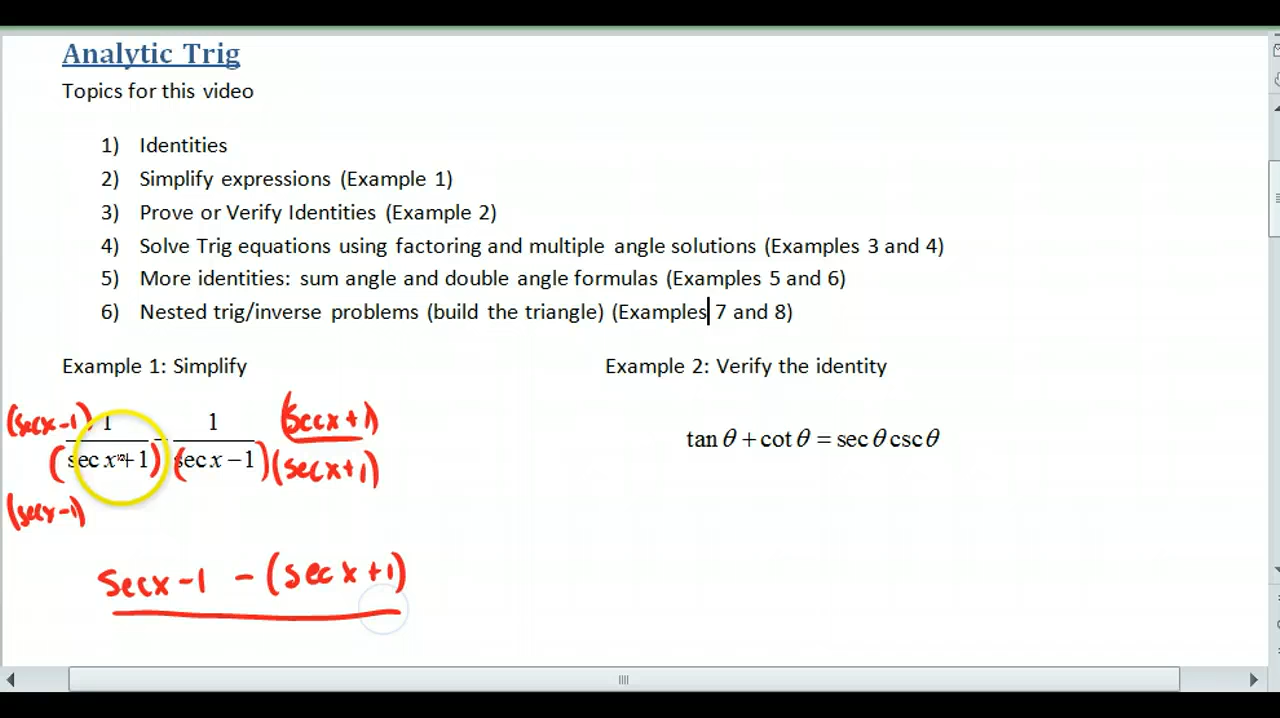 Analytic Trig
Topics for this video
1) Identities
2) Simplify expressions (Example 1)
3) Prove or Verify Identities (Example 2)
4) Solve Trig equations using factoring and multiple angle solutions (Examples 3 and 4)
5) More identities: sum angle and double angle formulas (Examples 5 and 6)
6) Nested trig/inverse problems (build the triangle) (Examples 7 and 8)
Example 1: Simplify
Example 2: Verify the identity
(secx-1) 1 1 (secx+1)
(sec x+1) − (sec x−1) (secx+1)
tan θ + cot θ = sec θ csc θ
(secx-1)
secx-1 - (secx+1)